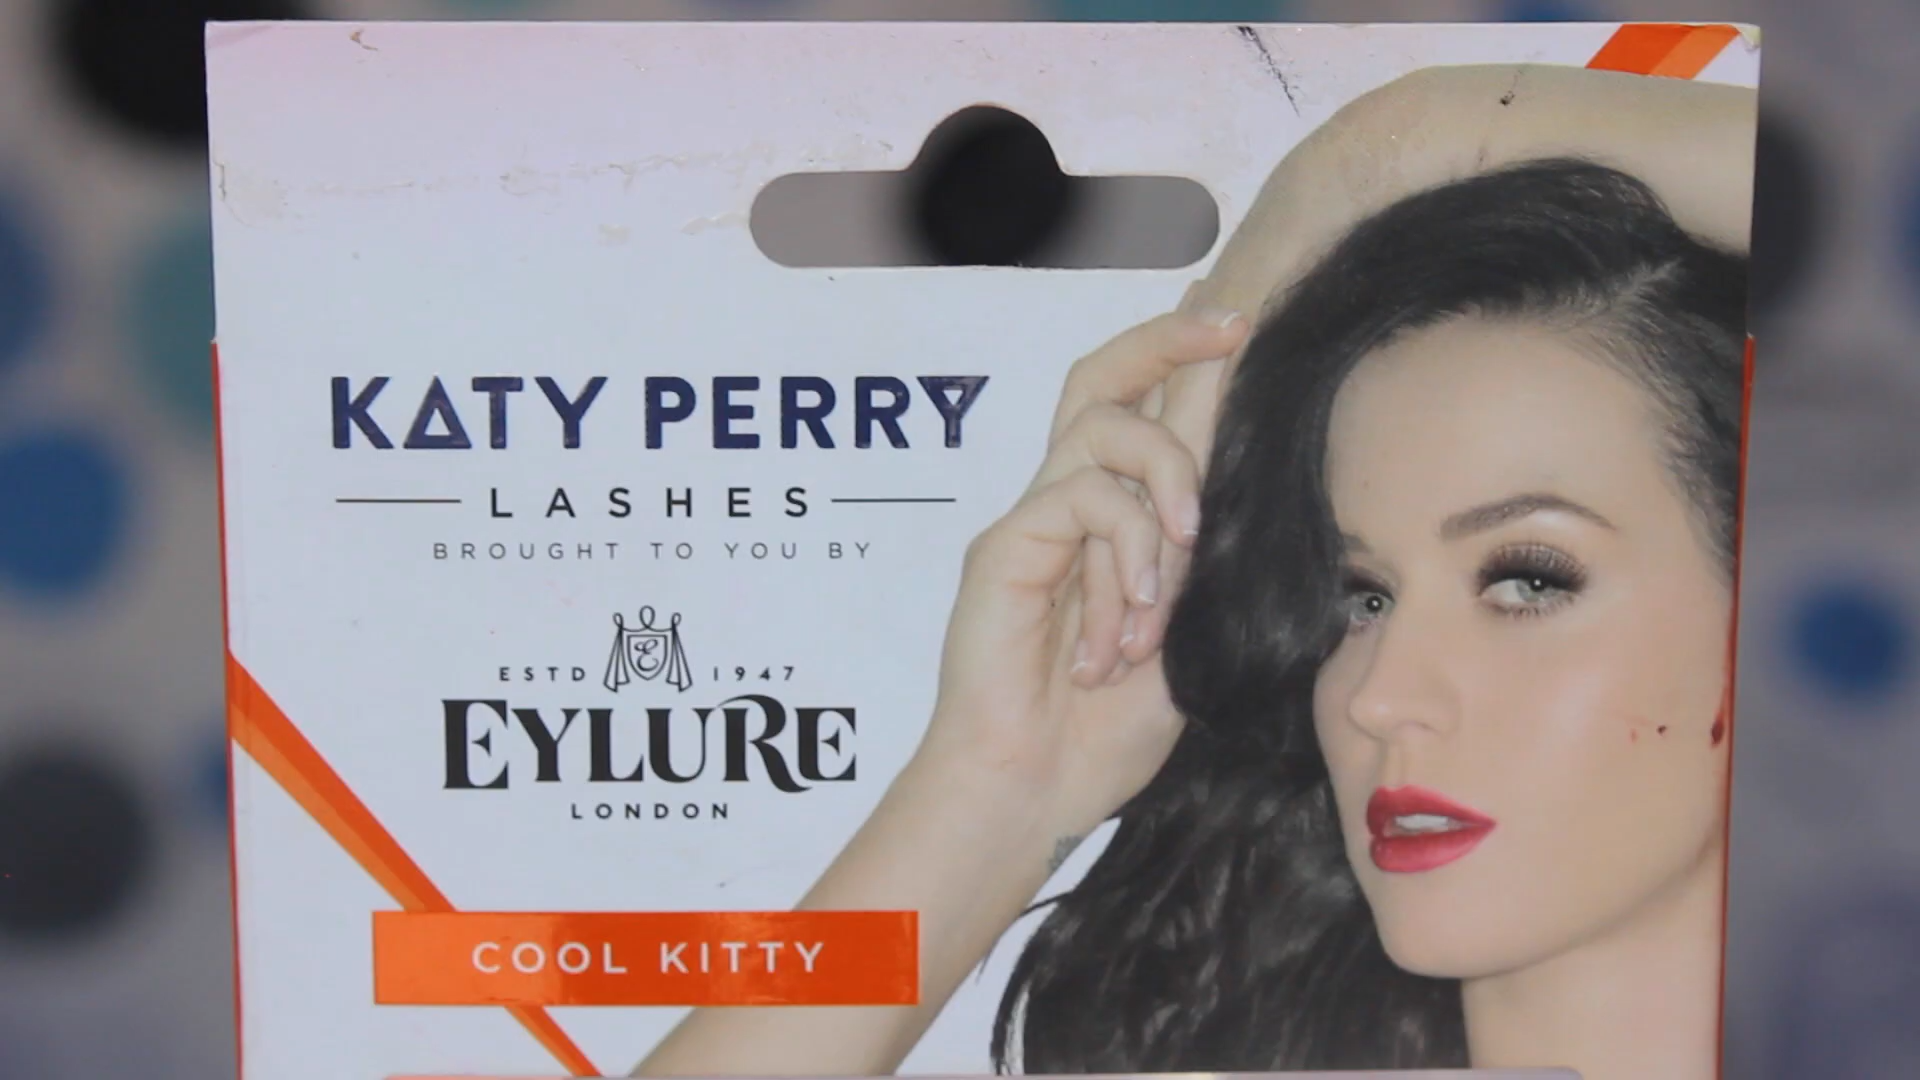 KATY PERRY
LASHES
BROUGHT TO YOU BY
ESTD E 1947
EYLURE
LONDON
COOL KITTY